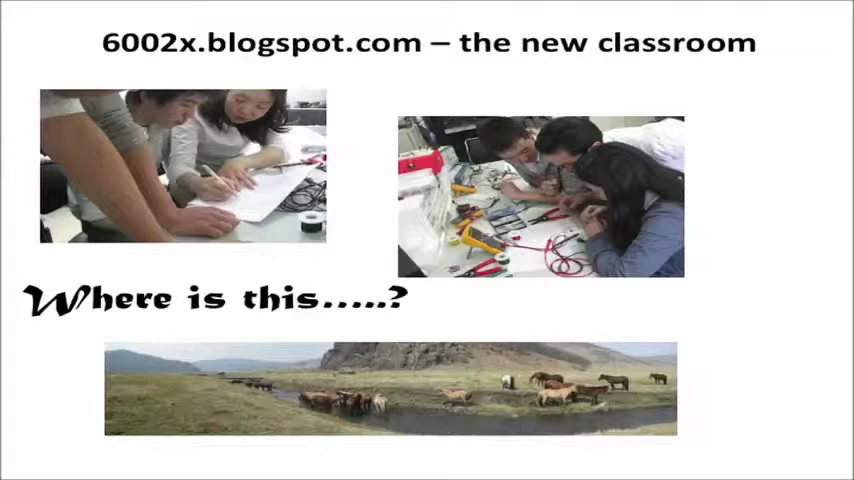 6002x.blogspot.com – the new classroom
Where is this.....?